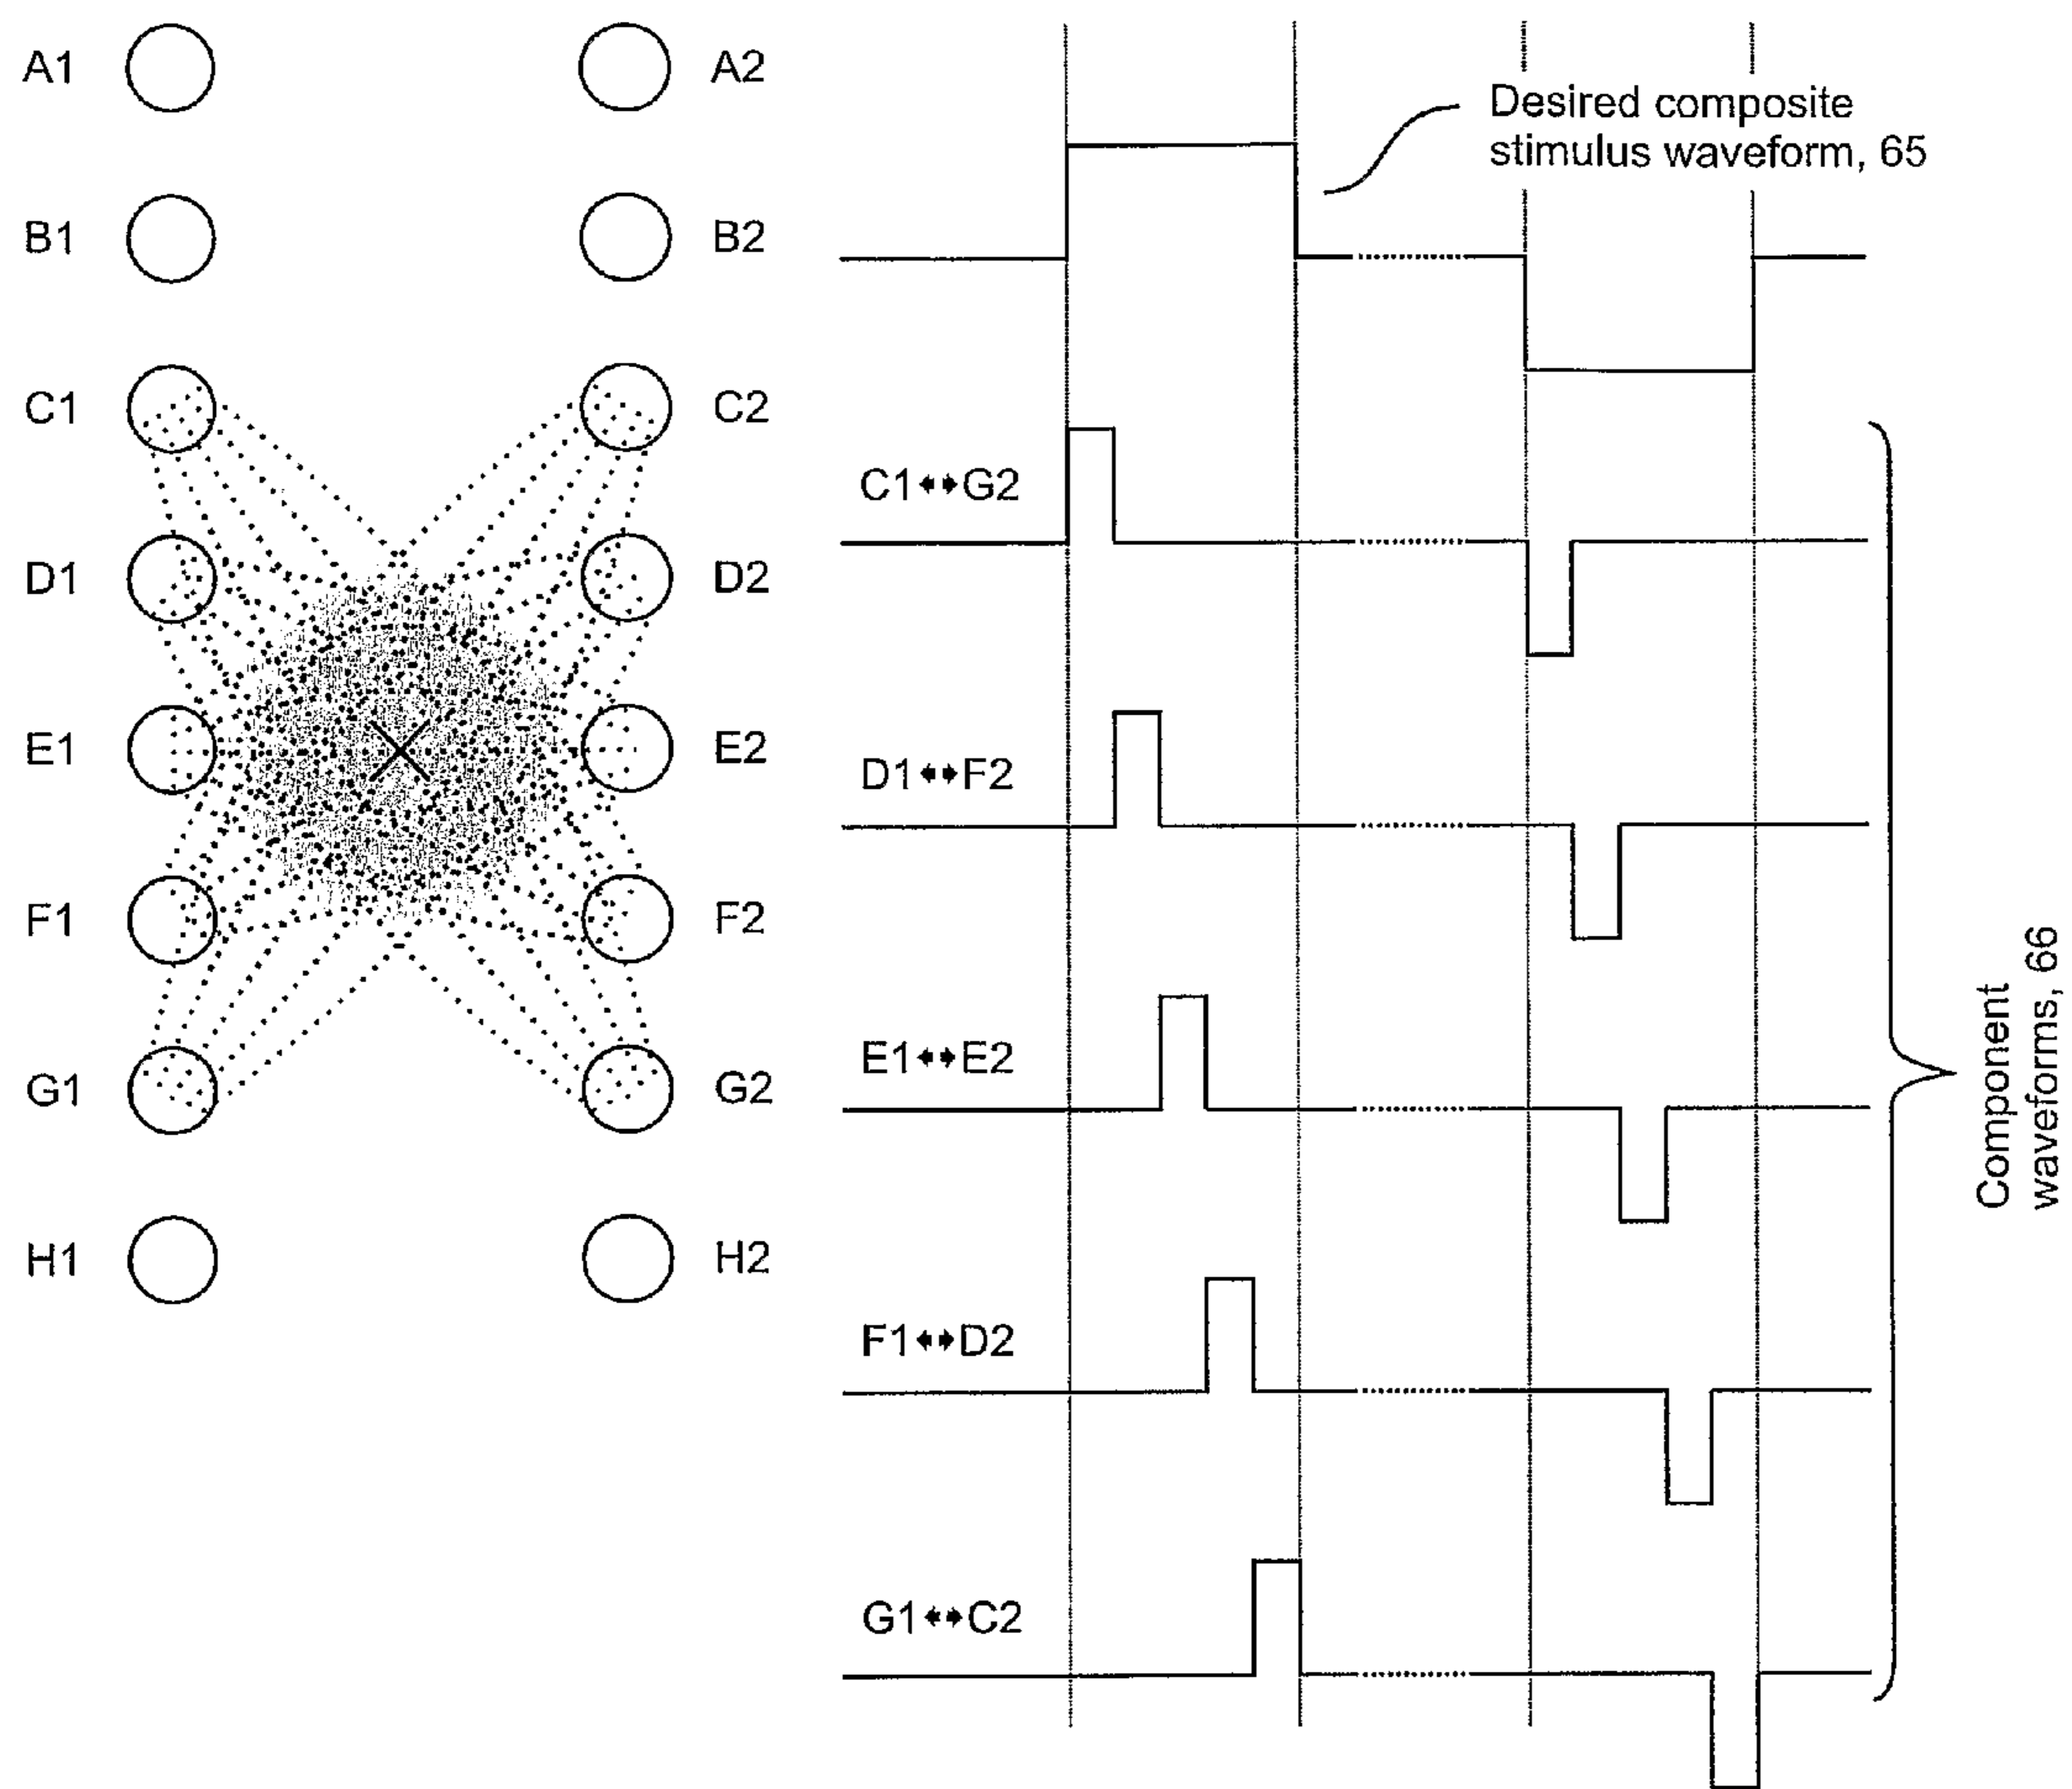 A1
A2
B1
B2
C1
C2
D1
D2
E1
E2
F1
F2
G1
G2
H1
H2
Desired composite
stimulus waveform, 65
C1↔G2
D1↔F2
E1↔E2
F1↔D2
G1↔C2
Component
waveforms, 66